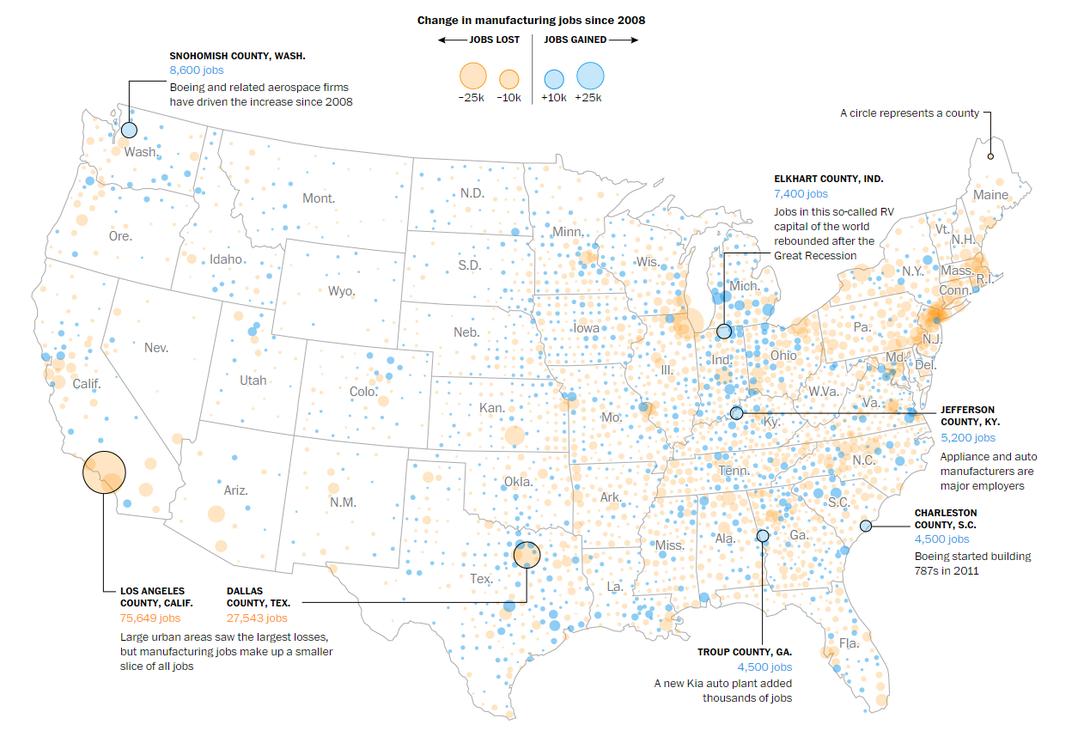 Change in manufacturing jobs since 2008
JOBS LOST
JOBS GAINED
−25k
−10k
+10k
+25k
SNOHOMISH COUNTY, WASH.
8,600 jobs
Boeing and related aerospace firms
have driven the increase since 2008
A circle represents a county
ELKHART COUNTY, IND.
7,400 jobs
Jobs in this so-called RV
capital of the world
rebounded after the
Great Recession
Wash.
Mont.
N.D.
Minn.
Maine
Ore.
Idaho
S.D.
Wis.
Mich.
Vt.
N.H.
N.Y.
Mass.
R.I.
Conn.
Wyo.
Nev.
Neb.
Iowa
Pa.
N.J.
Calif.
Utah
Colo.
Ill.
Ind.
Ohio
Md.
Del.
W.Va.
Va.
Kan.
Mo.
Ky.
JEFFERSON
COUNTY, KY.
5,200 jobs
Appliance and auto
manufacturers are
major employers
Ariz.
N.M.
Okla.
Ark.
Tenn.
N.C.
S.C.
Miss.
Ala.
Ga.
CHARLESTON
COUNTY, S.C.
4,500 jobs
Boeing started building
787s in 2011
Tex.
La.
Fla.
LOS ANGELES
COUNTY, CALIF.
75,649 jobs
DALLAS
COUNTY, TEX.
27,543 jobs
Large urban areas saw the largest losses,
but manufacturing jobs make up a smaller
slice of all jobs
TROUP COUNTY, GA.
4,500 jobs
A new Kia auto plant added
thousands of jobs